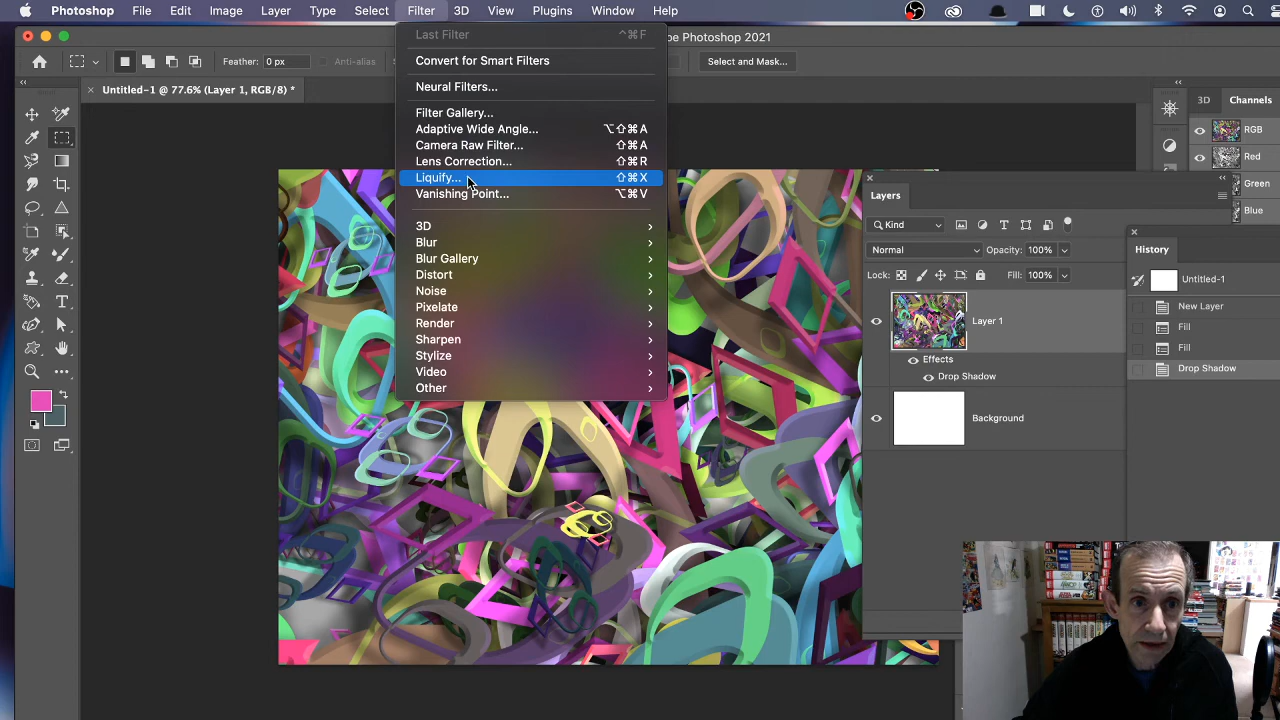 Photoshop File Edit Image Layer Type Select Filter 3D View Plugins Window Help
Adobe Photoshop 2021
Feather: 0 px Anti-alias Select and Mask...
Untitled-1 @ 77.6% (Layer 1, RGB/8) *
Last Filter ^⌘F
Convert for Smart Filters
Neural Filters...
Filter Gallery...
Adaptive Wide Angle... ⌥⇧⌘A
Camera Raw Filter... ⇧⌘A
Lens Correction... ⇧⌘R
Liquify... ⇧⌘X
Vanishing Point... ⌥⌘V
3D
Blur
Blur Gallery
Distort
Noise
Pixelate
Render
Sharpen
Stylize
Video
Other
3D Channels
RGB
Red
Green
Blue
Layers
Kind
Normal Opacity: 100%
Lock: Fill: 100%
Layer 1
Effects
Drop Shadow
Background
History
Untitled-1
New Layer
Fill
Fill
Drop Shadow